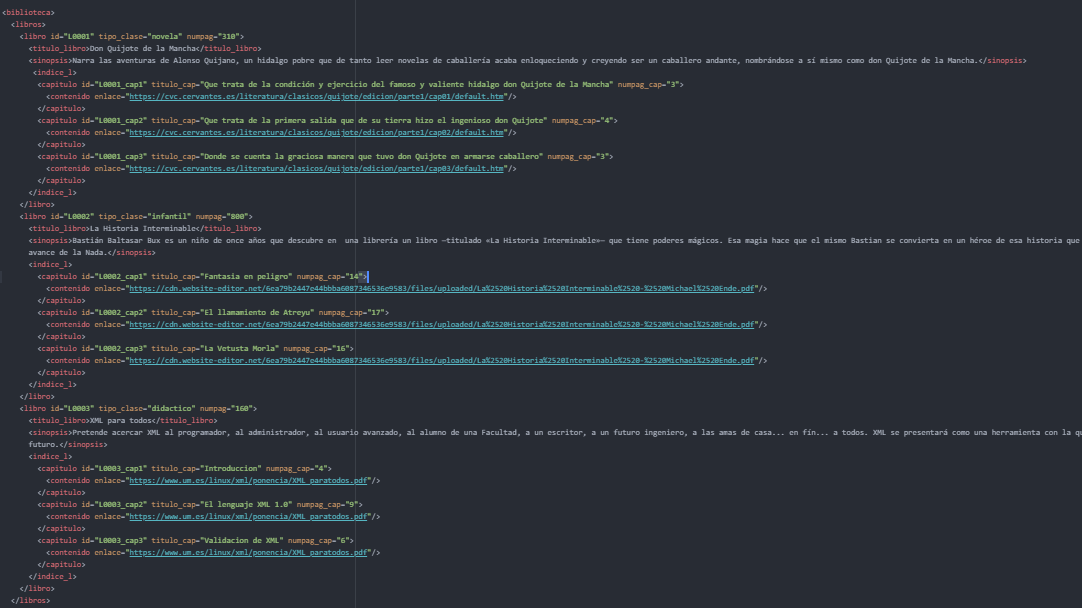 <biblioteca>
<libros>
<libro id="L0001" tipo_clase="novela" numpag="310">
<titulo_libro>Don Quijote de la Mancha</titulo_libro>
<sinopsis>Narra las aventuras de Alonso Quijano, un hidalgo pobre que de tanto leer novelas de caballería acaba enloqueciendo y creyendo ser un caballero andante, nombrándose a sí mismo como don Quijote de la Mancha.</sinopsis>
<indice_l>
<capitulo id="L0001_cap1" titulo_cap="Que trata de la condición y ejercicio del famoso y valiente hidalgo don Quijote de la Mancha" numpag_cap="3">
<contenido enlace="https://cvc.cervantes.es/literatura/clasicos/quijote/edicion/parte1/cap01/default.htm"/>
</capitulo>
<capitulo id="L0001_cap2" titulo_cap="Que trata de la primera salida que de su tierra hizo el ingenioso don Quijote" numpag_cap="4">
<contenido enlace="https://cvc.cervantes.es/literatura/clasicos/quijote/edicion/parte1/cap02/default.htm"/>
</capitulo>
<capitulo id="L0001_cap3" titulo_cap="Donde se cuenta la graciosa manera que tuvo don Quijote en armarse caballero" numpag_cap="3">
<contenido enlace="https://cvc.cervantes.es/literatura/clasicos/quijote/edicion/parte1/cap03/default.htm"/>
</capitulo>
</indice_l>
</libro>
<libro id="L0002" tipo_clase="infantil" numpag="800">
<titulo_libro>La Historia Interminable</titulo_libro>
<sinopsis>Bastián Baltasar Bux es un niño de once años que descubre en  una librería un libro —titulado «La Historia Interminable»— que tiene poderes mágicos. Esa magia hace que el mismo Bastian se convierta en un héroe de esa historia que
avance de la Nada.</sinopsis>
<indice_l>
<capitulo id="L0002_cap1" titulo_cap="Fantasia en peligro" numpag_cap="14">
<contenido enlace="https://cdn.website-editor.net/6ea79b2447e44bbba6087346536e9583/files/uploaded/La%2520Historia%2520Interminable%2520-%2520Michael%2520Ende.pdf"/>
</capitulo>
<capitulo id="L0002_cap2" titulo_cap="El llamamiento de Atreyu" numpag_cap="17">
<contenido enlace="https://cdn.website-editor.net/6ea79b2447e44bbba6087346536e9583/files/uploaded/La%2520Historia%2520Interminable%2520-%2520Michael%2520Ende.pdf"/>
</capitulo>
<capitulo id="L0002_cap3" titulo_cap="La Vetusta Morla" numpag_cap="16">
<contenido enlace="https://cdn.website-editor.net/6ea79b2447e44bbba6087346536e9583/files/uploaded/La%2520Historia%2520Interminable%2520-%2520Michael%2520Ende.pdf"/>
</capitulo>
</indice_l>
</libro>
<libro id="L0003" tipo_clase="didactico" numpag="160">
<titulo_libro>XML para todos</titulo_libro>
<sinopsis>Pretende acercar XML al programador, al administrador, al usuario avanzado, al alumno de una Facultad, a un escritor, a un futuro ingeniero, a las amas de casa... en fín... a todos. XML se presentará como una herramienta con la
futuro.</sinopsis>
<indice_l>
<capitulo id="L0003_cap1" titulo_cap="Introduccion" numpag_cap="4">
<contenido enlace="https://www.um.es/linux/xml/ponencia/XML_paratodos.pdf"/>
</capitulo>
<capitulo id="L0003_cap2" titulo_cap="El lenguaje XML 1.0" numpag_cap="9">
<contenido enlace="https://www.um.es/linux/xml/ponencia/XML_paratodos.pdf"/>
</capitulo>
<capitulo id="L0003_cap3" titulo_cap="Validacion de XML" numpag_cap="6">
<contenido enlace="https://www.um.es/linux/xml/ponencia/XML_paratodos.pdf"/>
</capitulo>
</indice_l>
</libro>
</libros>